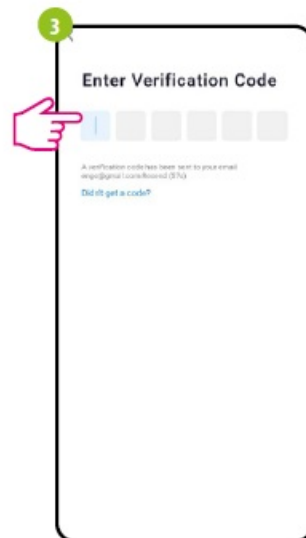 3
Enter Verification Code
A verification code has been sent to your email
Didn't get a code?